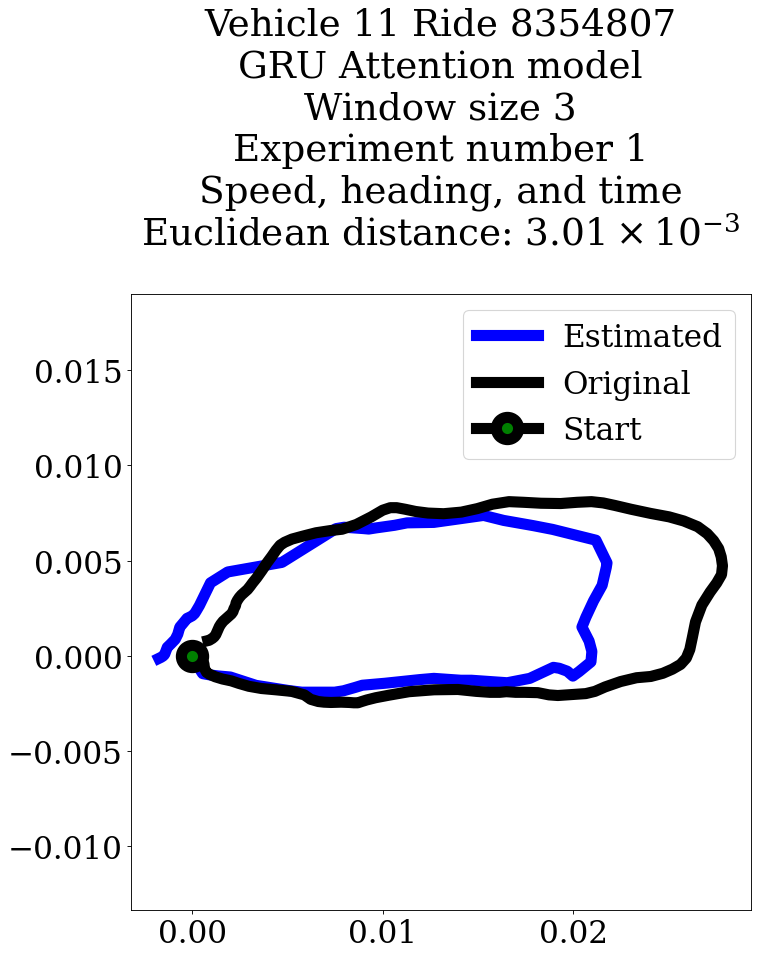 Vehicle 11 Ride 8354807
GRU Attention model
Window size 3
Experiment number 1
Speed, heading, and time
Euclidean distance: 3.01 × 10⁻³
Estimated
Original
Start
0.015
0.010
0.005
0.000
−0.005
−0.010
0.00 0.01 0.02